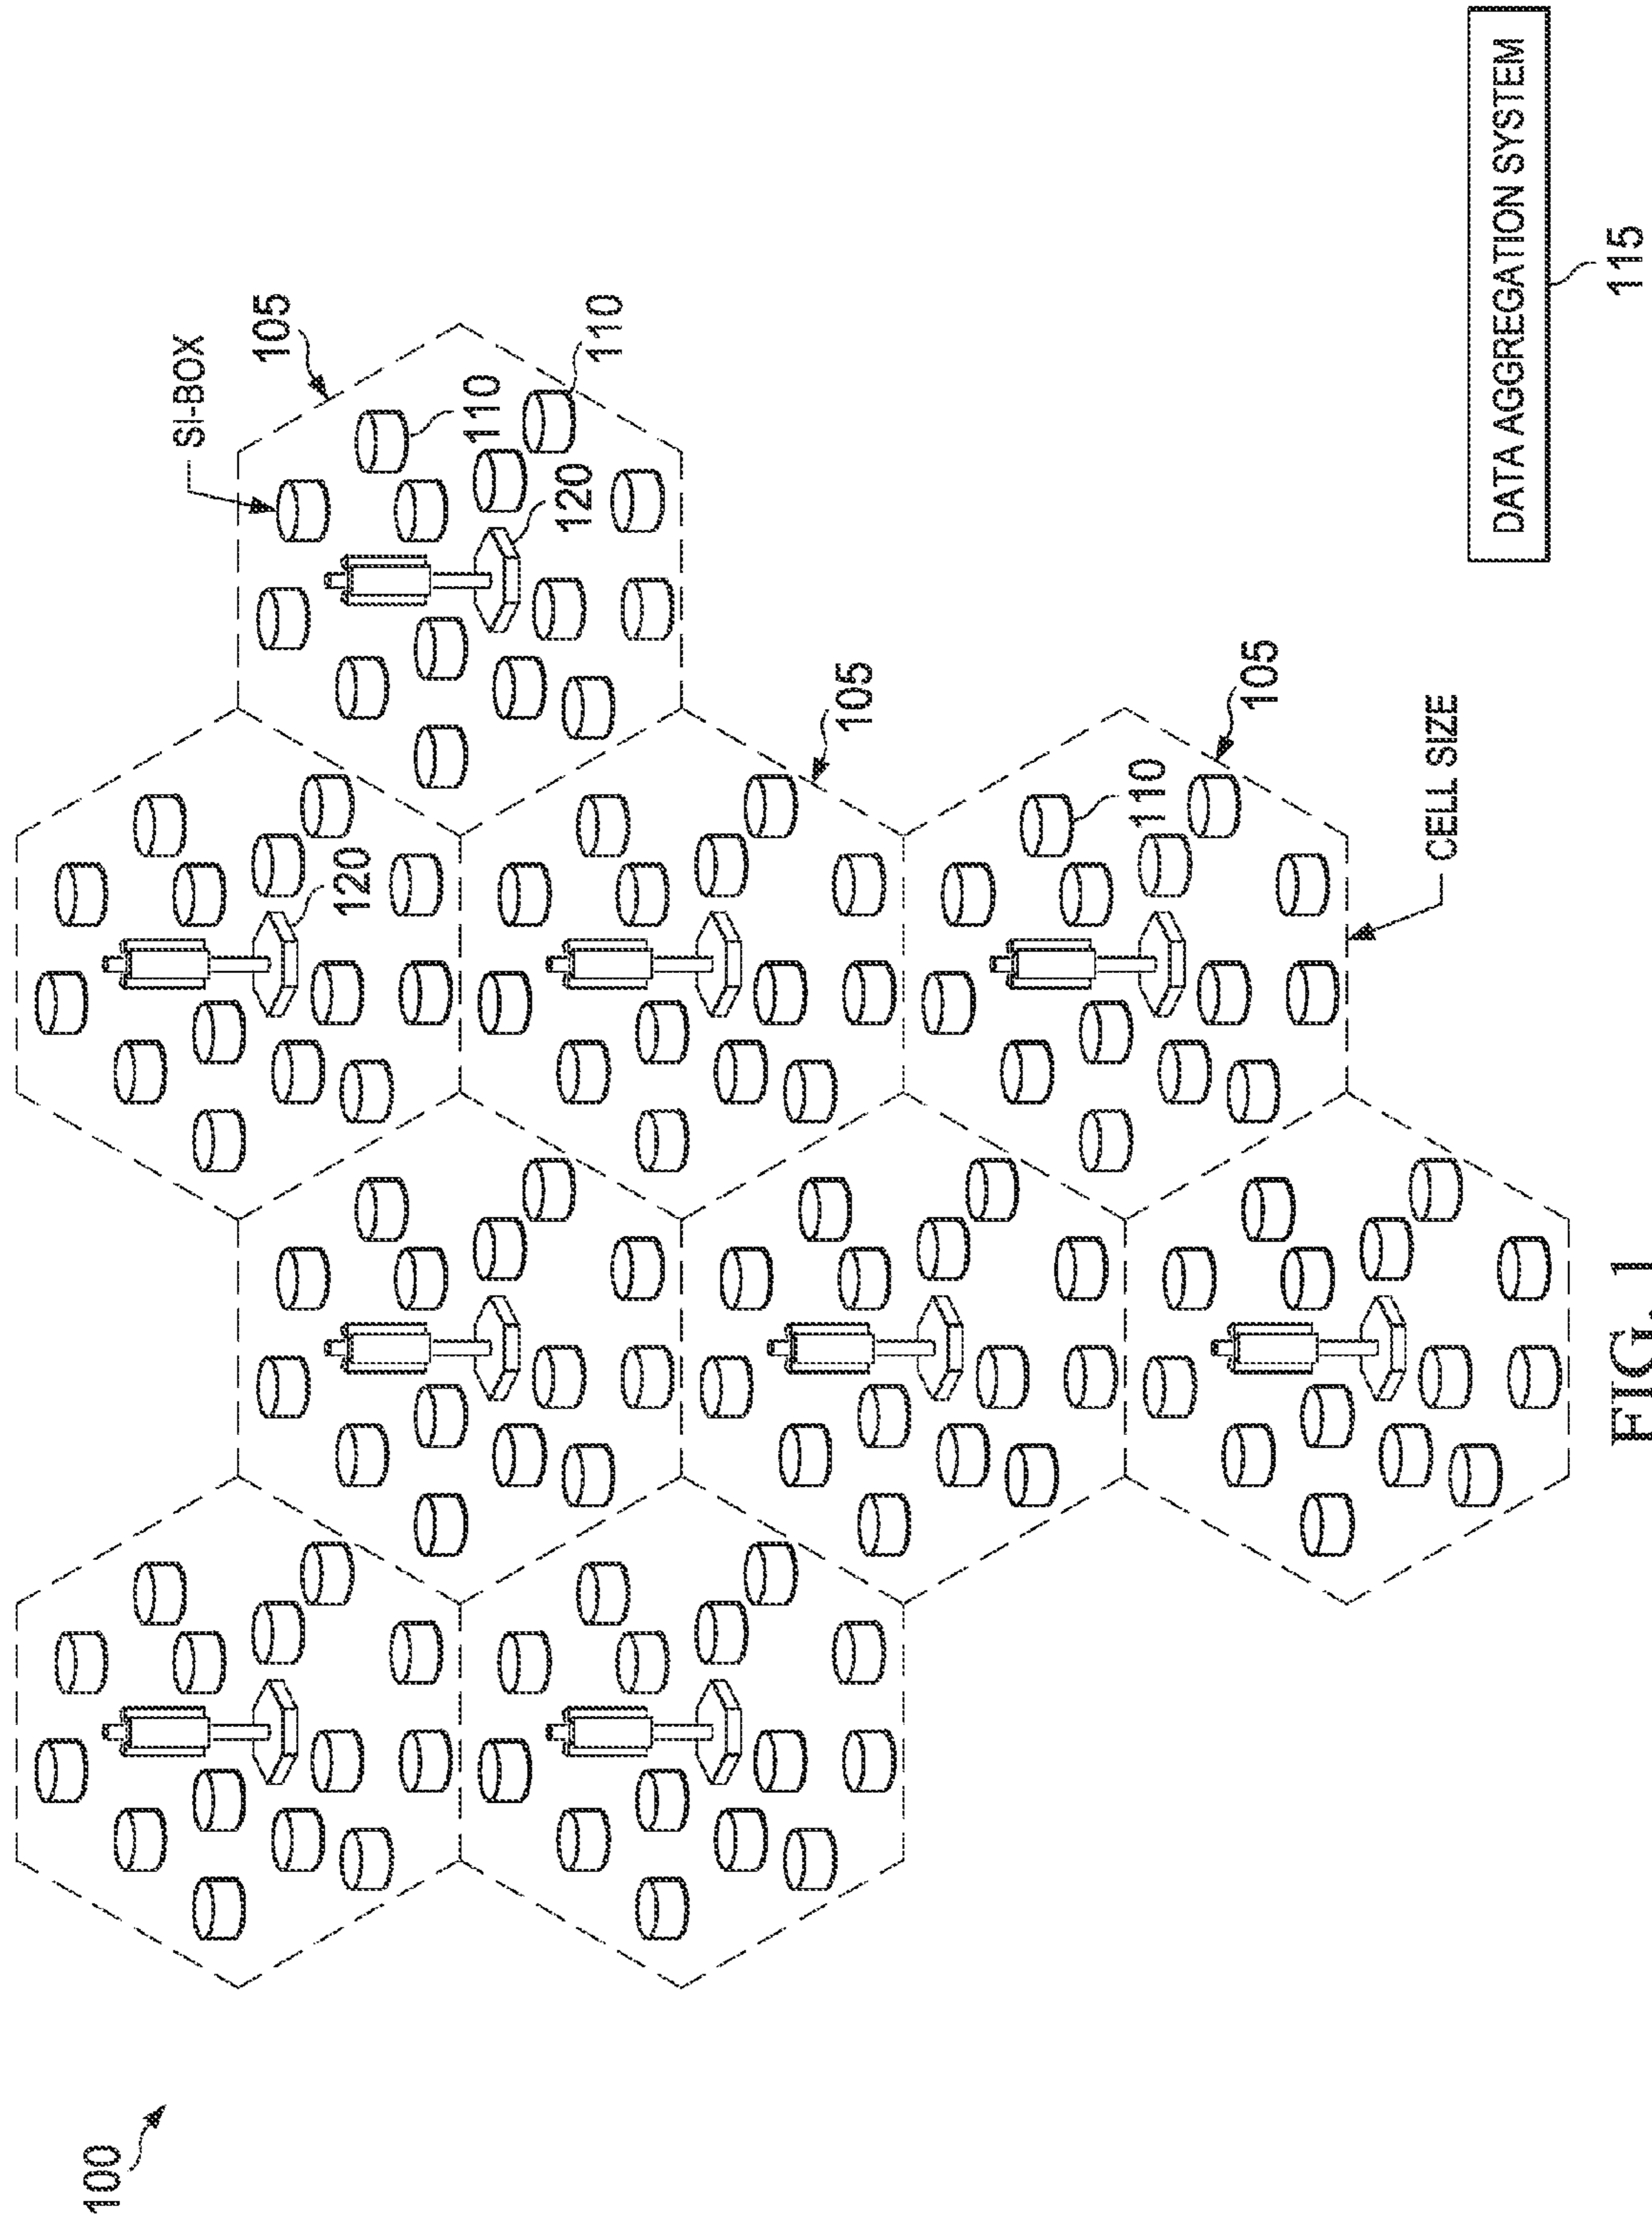 100
SI-BOX
105
110
110
120
120
105
110
105
CELL SIZE
DATA AGGREGATION SYSTEM
115
FIG. 1